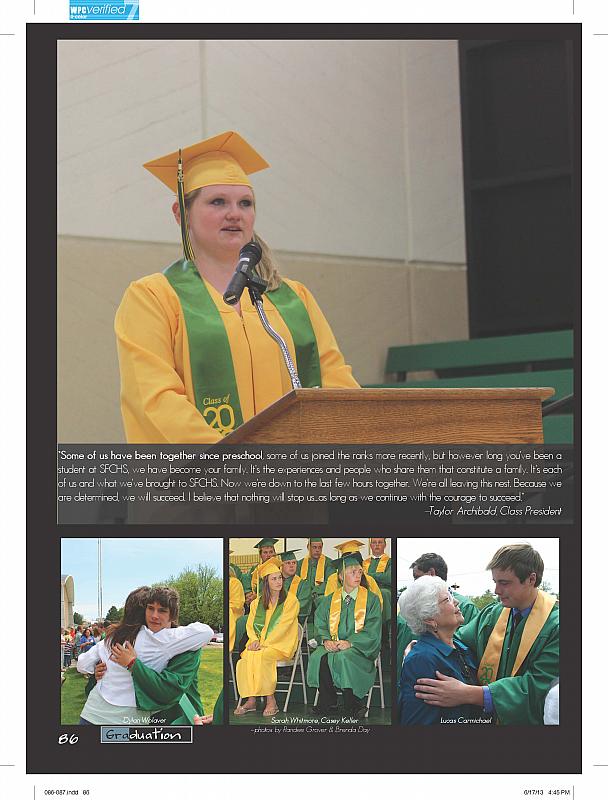 WPC verified 7
4-color
Class of
20
"Some of us have been together since preschool, some of us joined the ranks more recently, but however long you've been a
student at SFCHS, we have become your family. It's the experiences and people who share them that constitute a family. It's each
of us and what we've brought to SFCHS. Now we're down to the last few hours together. We're all leaving this nest. Because we
are determined, we will succeed. I believe that nothing will stop us...as long as we continue with the courage to succeed."
—Taylor Archibald, Class President
Dylan Wolaver
Sarah Whitmore, Casey Keller
Lucas Carmichael
—photos by Randee Grover & Brenda Day
86
Graduation
086-087.indd 86
6/17/13 4:45 PM